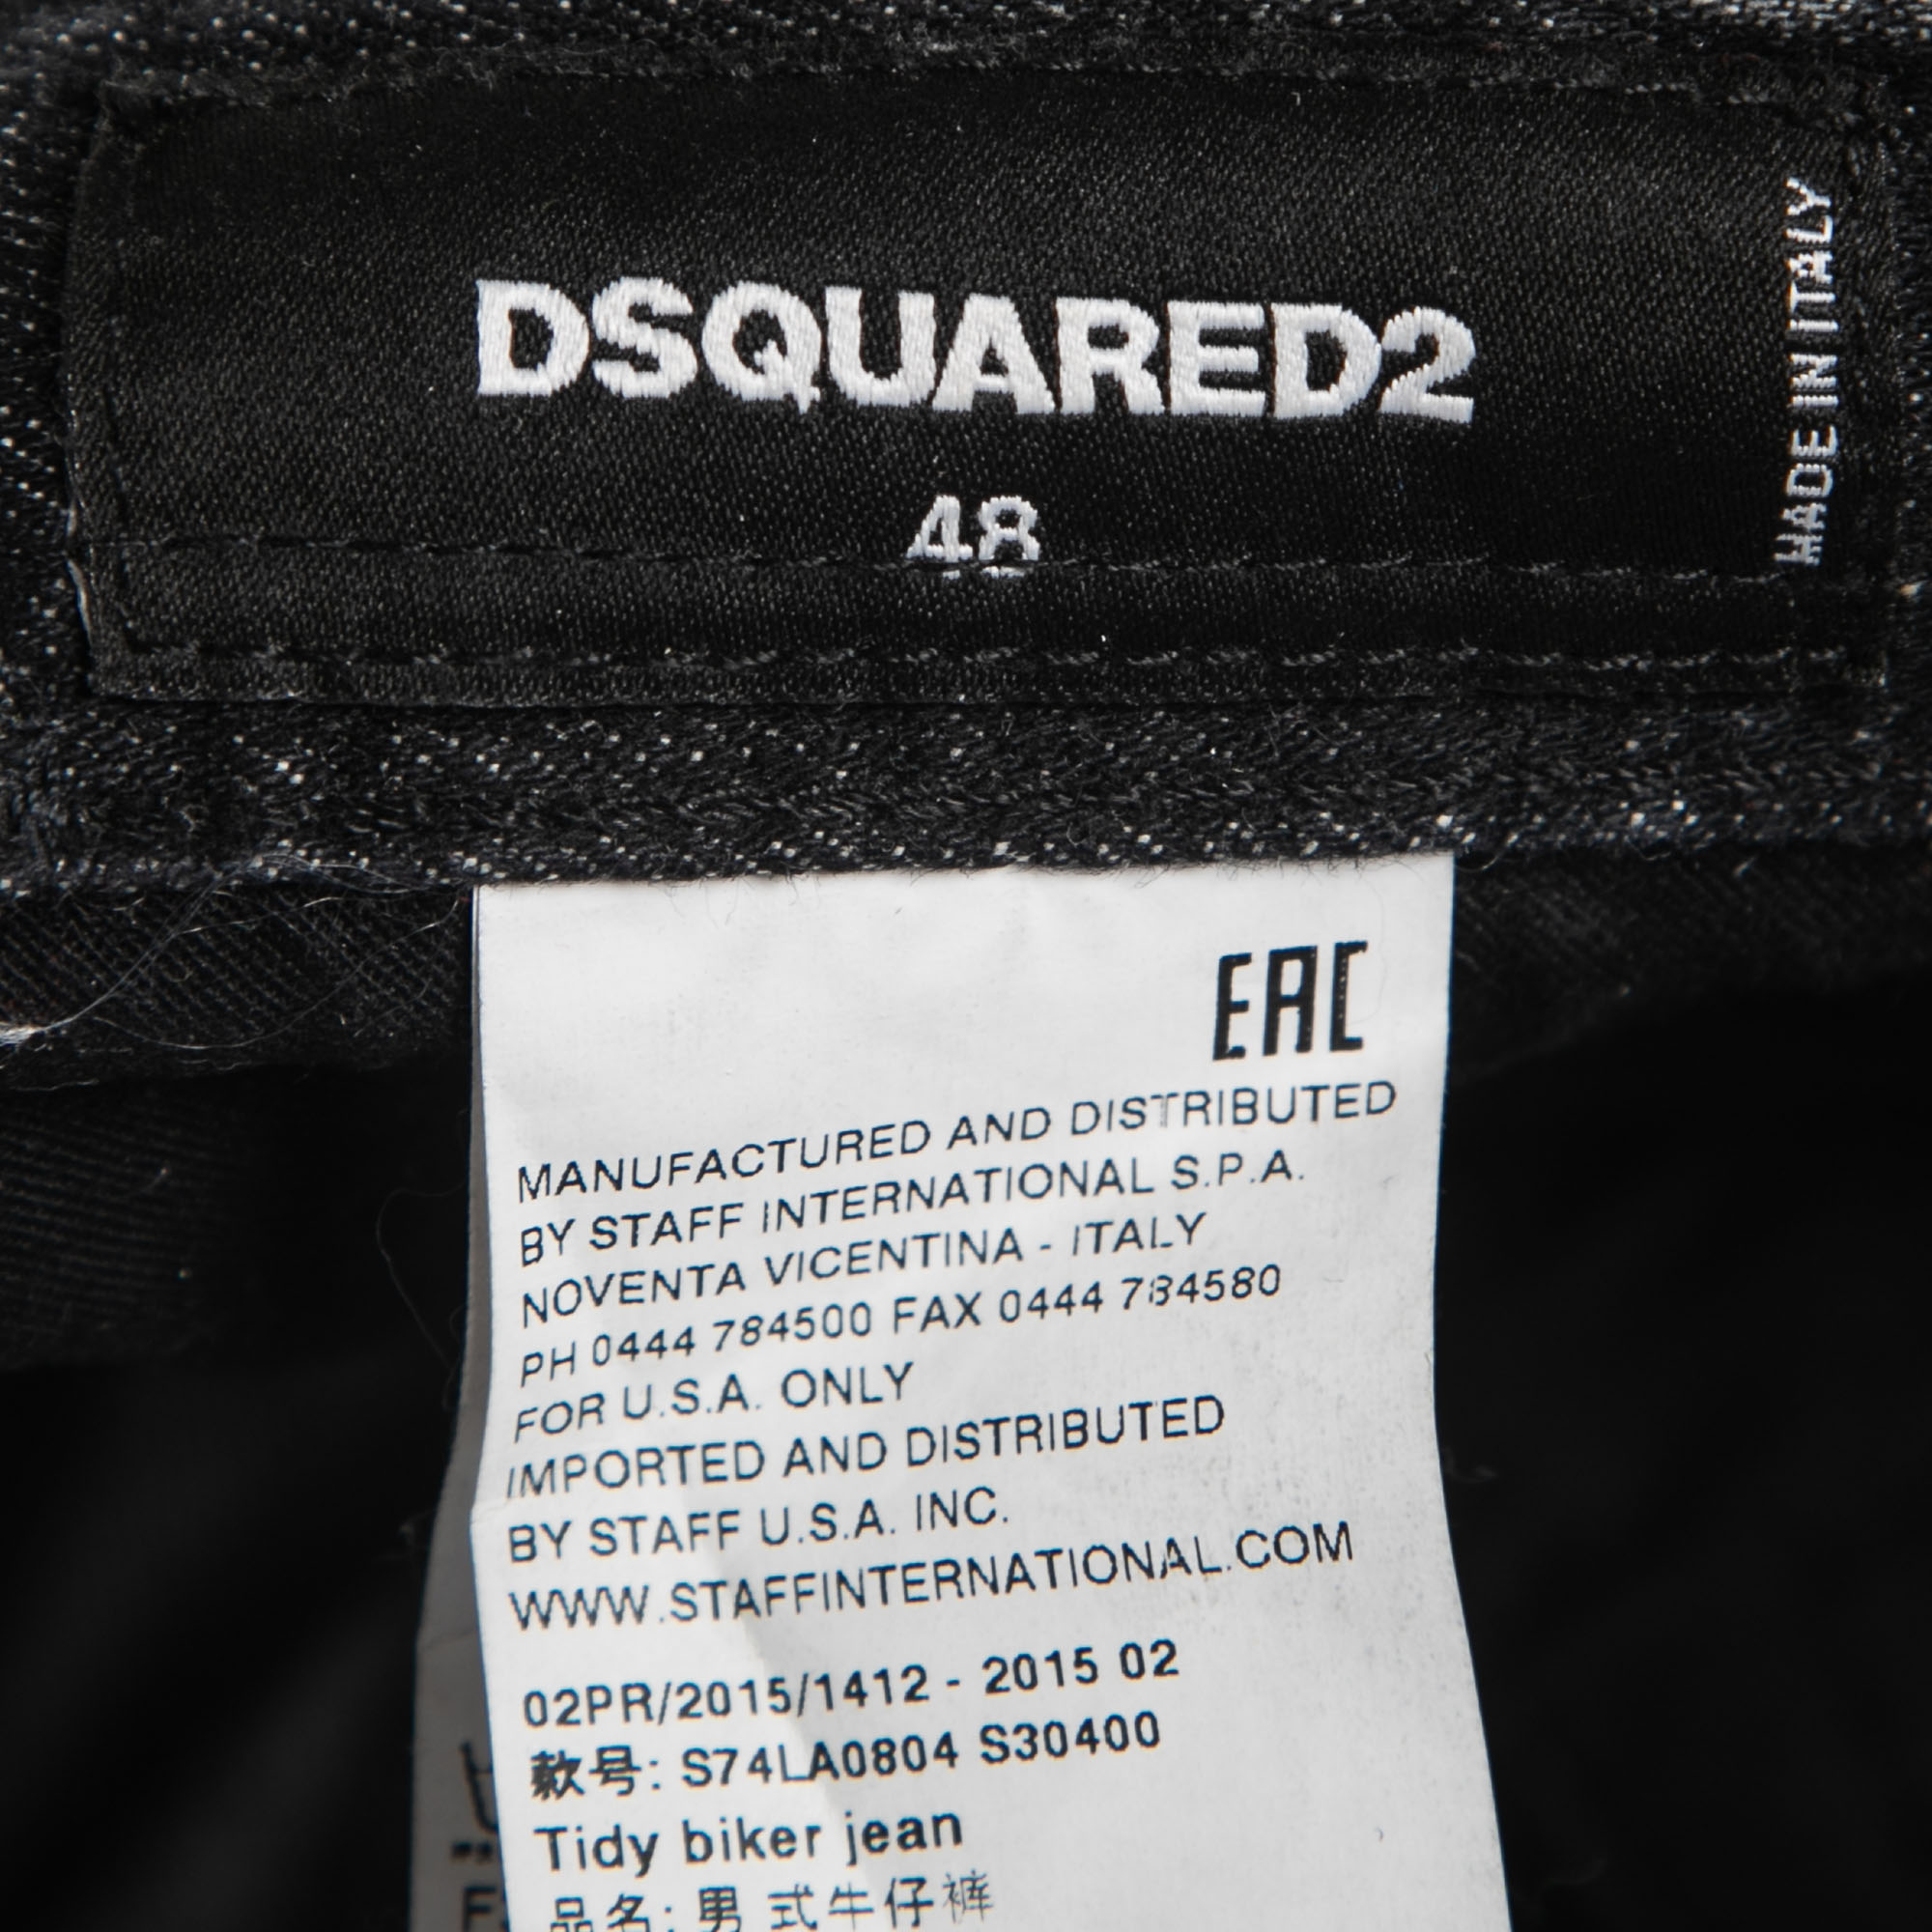 DSQUARED2
48
MADE IN ITALY
EAC
MANUFACTURED AND DISTRIBUTED
BY STAFF INTERNATIONAL S.P.A.
NOVENTA VICENTINA - ITALY
PH 0444 784500 FAX 0444 784580
FOR U.S.A. ONLY
IMPORTED AND DISTRIBUTED
BY STAFF U.S.A. INC.
WWW.STAFFINTERNATIONAL.COM
02PR/2015/1412 - 2015 02
款号: S74LA0804 S30400
Tidy biker jean
品名: 男式牛仔裤